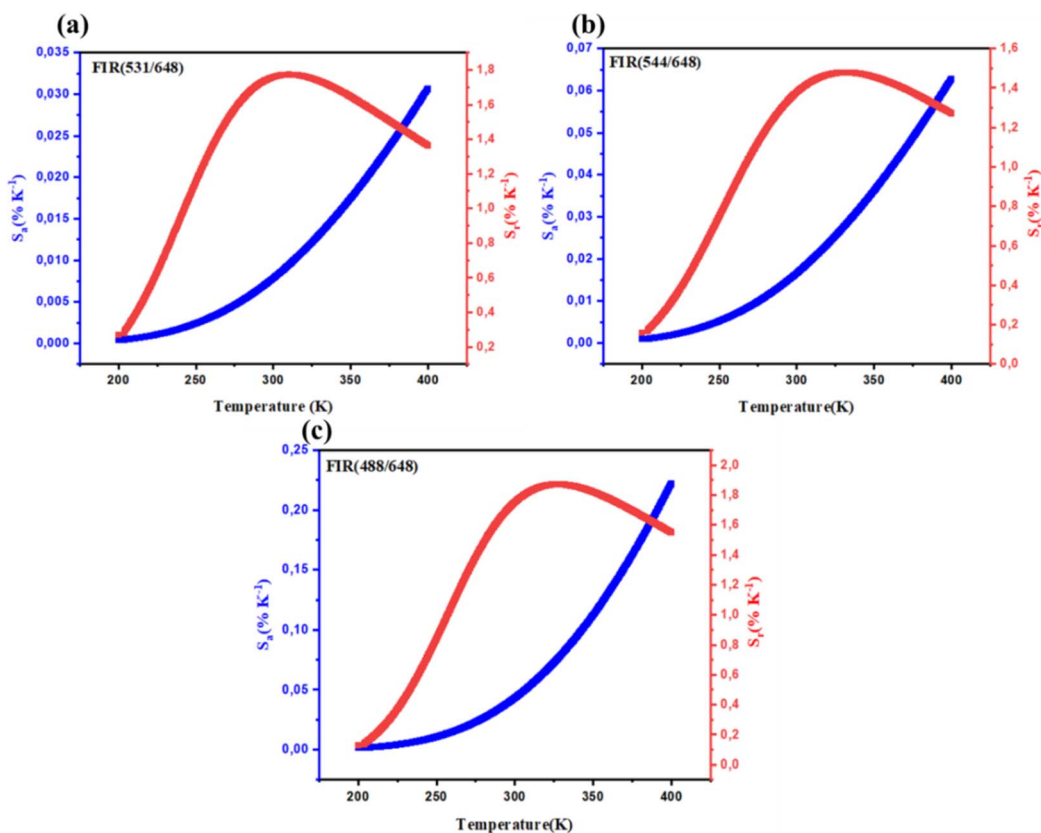 (a)
FIR(531/648)
0,035
0,030
0,025
0,020
0,015
0,010
0,005
0,000
Sa(% K⁻¹)
1,8
1,6
1,4
1,2
1,0
0,8
0,6
0,4
0,2
Sr(% K⁻¹)
200 250 300 350 400
Temperature (K)
(b)
FIR(544/648)
0,07
0,06
0,05
0,04
0,03
0,02
0,01
0,00
Sa(% K⁻¹)
1,6
1,4
1,2
1,0
0,8
0,6
0,4
0,2
0,0
Sr(% K⁻¹)
200 250 300 350 400
Temperature(K)
(c)
FIR(488/648)
0,25
0,20
0,15
0,10
0,05
0,00
Sa(% K⁻¹)
2,0
1,8
1,6
1,4
1,2
1,0
0,8
0,6
0,4
0,2
0,0
Sr(% K⁻¹)
200 250 300 350 400
Temperature(K)